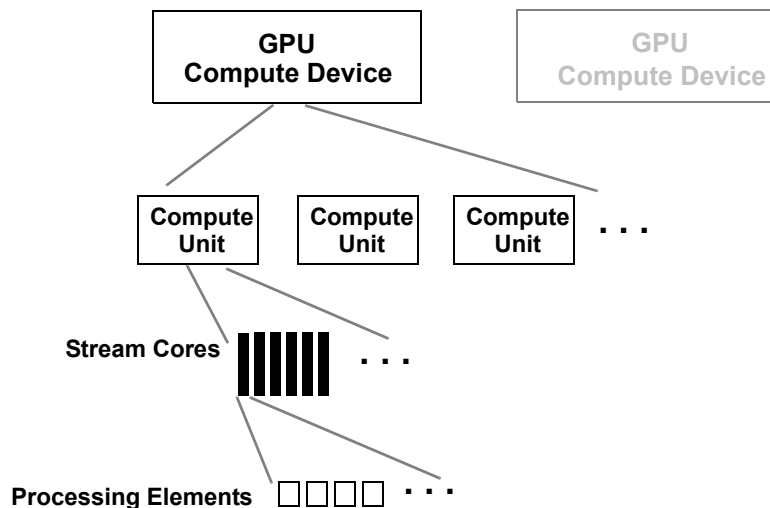 GPU
Compute Device
GPU
Compute Device
Compute
Unit
Compute
Unit
Compute
Unit
. . .
Stream Cores
. . .
Processing Elements
. . .